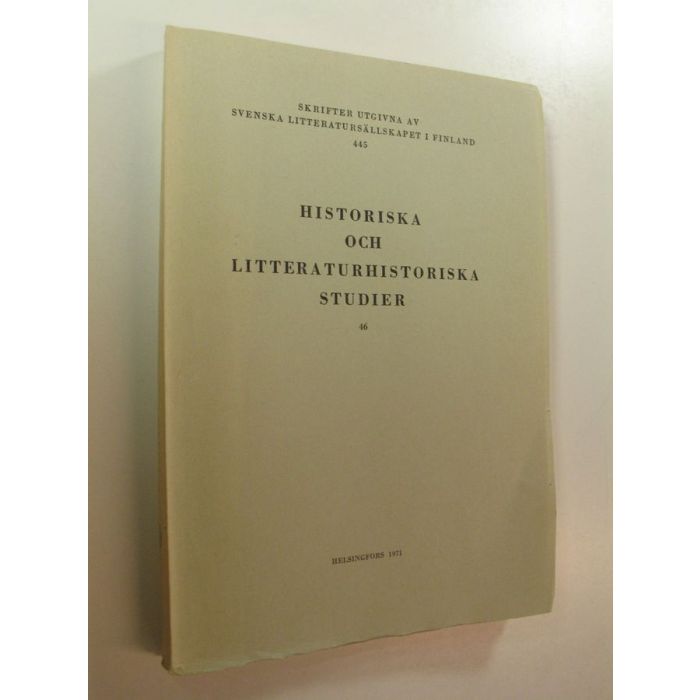 SKRIFTER UTGIVNA AV
SVENSKA LITTERATURSÄLLSKAPET I FINLAND
445
HISTORISKA
OCH
LITTERATURHISTORISKA
STUDIER
46
HELSINGFORS 1971